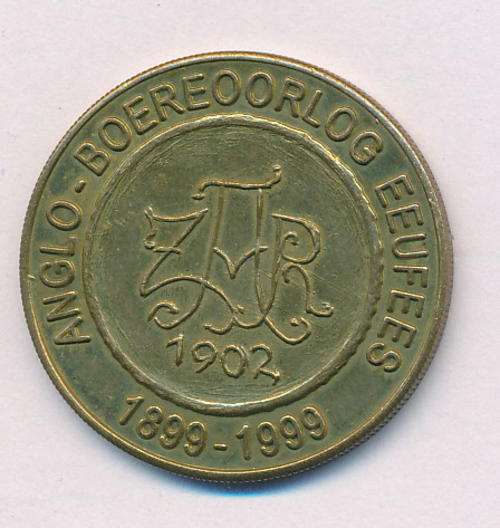 ANGLO - BOEREOORLOG EEUFEES
ZAR
1902
1899 - 1999